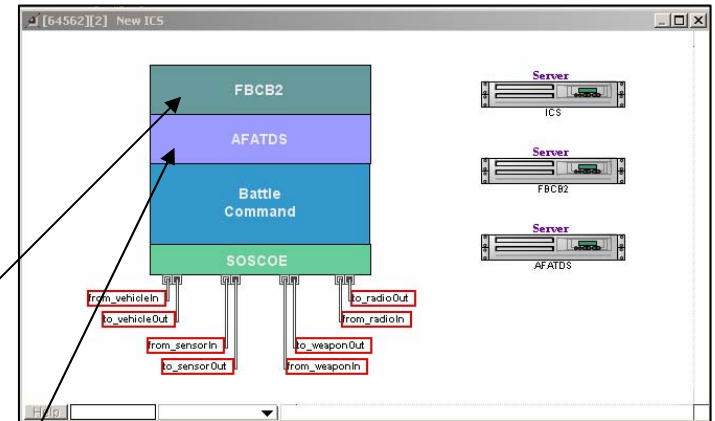 [64562][2] New ICS
FBCB2
AFATDS
Battle
Command
SOSCOE
from_vehicleIn
to_vehicleOut
from_sensorIn
to_sensorOut
to_radioOut
from_radioIn
to_weaponOut
from_weaponIn
Server
ICS
Server
FBCB2
Server
AFATDS
Help